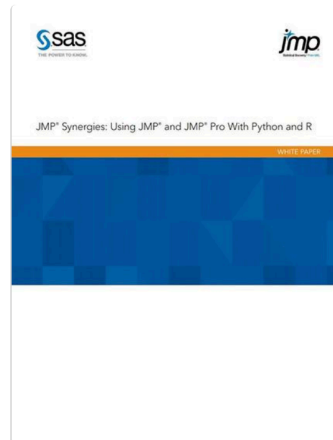 sas
THE POWER TO KNOW.
jmp
JMP® Synergies: Using JMP® and JMP® Pro With Python and R
WHITE PAPER